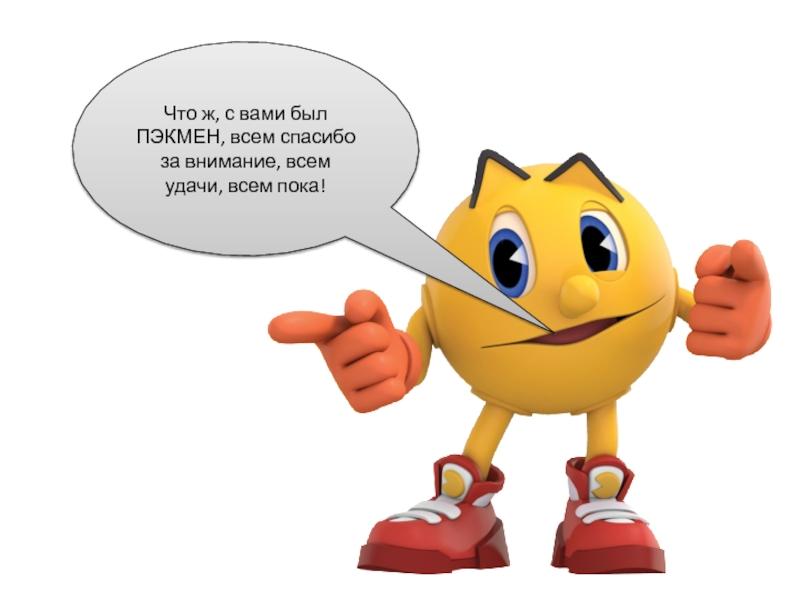 Что ж, с вами был
ПЭКМЕН, всем спасибо
за внимание, всем
удачи, всем пока!